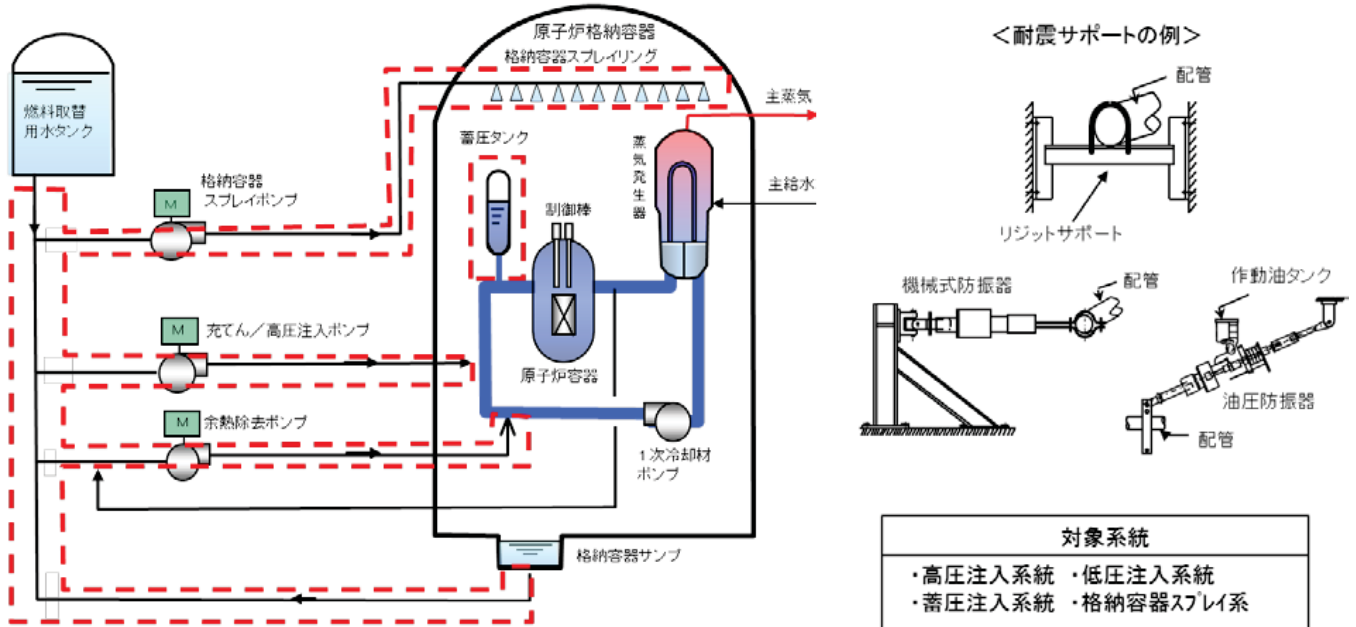 原子炉格納容器
格納容器スプレイリング
燃料取替
用水タンク
主蒸気
蓄圧タンク
蒸気発生器
格納容器
スプレイポンプ
M
制御棒
主給水
充てん／高圧注入ポンプ
M
原子炉容器
余熱除去ポンプ
M
1次冷却材
ポンプ
格納容器サンプ
＜耐震サポートの例＞
配管
リジットサポート
機械式防振器
配管
作動油タンク
油圧防振器
配管
対象系統
・高圧注入系統 ・低圧注入系統
・蓄圧注入系統 ・格納容器スプレイ系